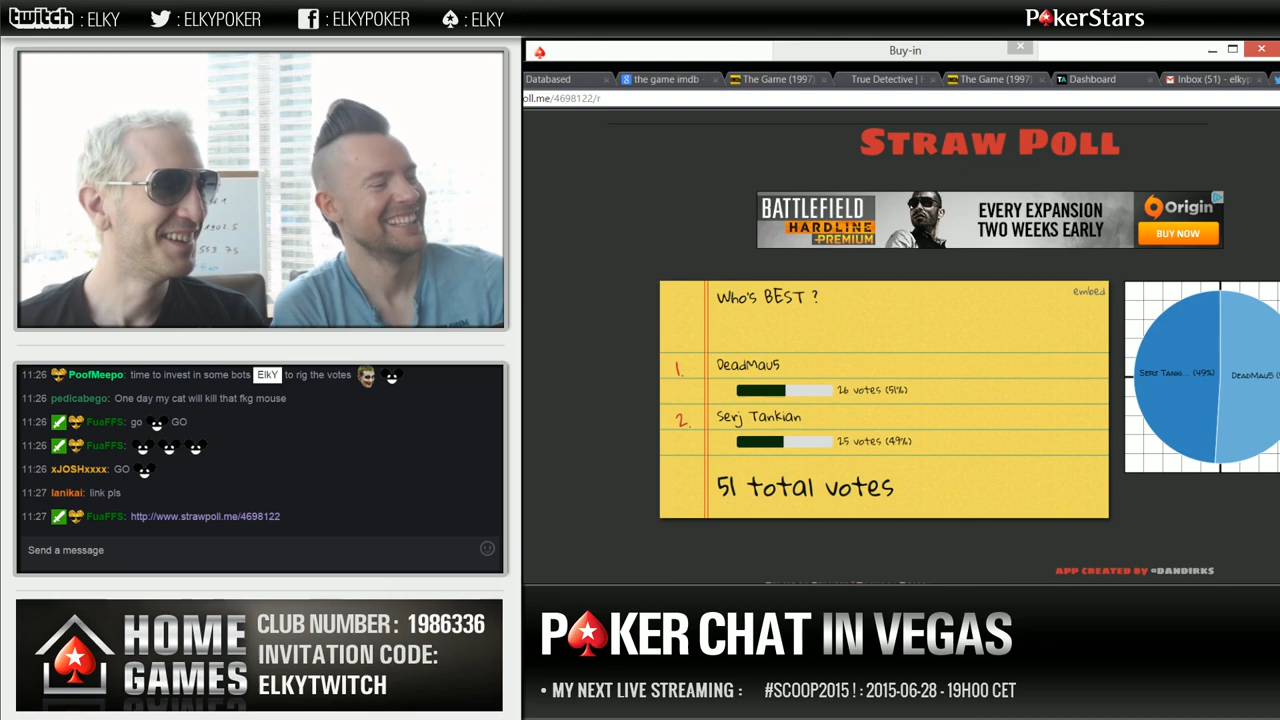 twitch : ELKY
: ELKYPOKER
: ELKYPOKER
: ELKY
POKERSTARS
Buy-in
Databased
the game imdb -
The Game (1997)
True Detective |
The Game (1997)
Dashboard
Inbox (51) - elkyp
oll.me/4698122/r
STRAW POLL
BATTLEFIELD
HARDLINE
PREMIUM
EVERY EXPANSION
TWO WEEKS EARLY
Origin
BUY NOW
Who's BEST ?
embed
1. DeadMau5
26 votes (51%)
2. Serj Tankian
25 votes (49%)
51 total votes
Serj Tanki... (49%)
DeadMau5 (5
APP CREATED BY @DANDIRKS
11:26 PoofMeepo: time to invest in some bots ElkY to rig the votes
11:26 pedicabego: One day my cat will kill that fkg mouse
11:26 FuaFFS: go GO
11:26 FuaFFS:
11:26 xJOSHxxxx: GO
11:27 lanikai: link pls
11:27 FuaFFS: http://www.strawpoll.me/4698122
Send a message
HOME
GAMES
CLUB NUMBER : 1986336
INVITATION CODE:
ELKYTWITCH
POKER CHAT IN VEGAS
• MY NEXT LIVE STREAMING : #SCOOP2015 ! : 2015-06-28 - 19H00 CET